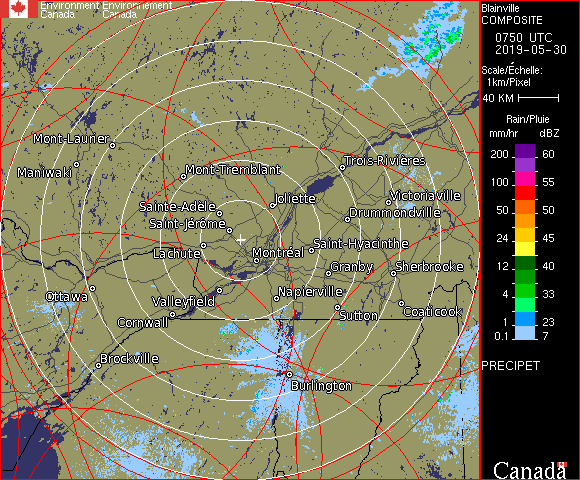 Environment Environnement
Canada Canada
Blainville
COMPOSITE
0750 UTC
2019-05-30
Scale/Échelle:
1km/Pixel
40 KM
Rain/Pluie
mm/hr dBZ
200 60
100 55
50 50
24 45
12 40
4 33
1 23
0.1 7
PRECIPET
Canada
Mont-Laurier
Maniwaki
Mont-Tremblant
Trois-Rivières
Joliette
Victoriaville
Sainte-Adèle
Drummondville
Saint-Jérôme
Saint-Hyacinthe
Lachute
Montréal
Granby
Sherbrooke
Ottawa
Valleyfield
Napierville
Cornwall
Sutton
Coaticook
Brockville
Burlington